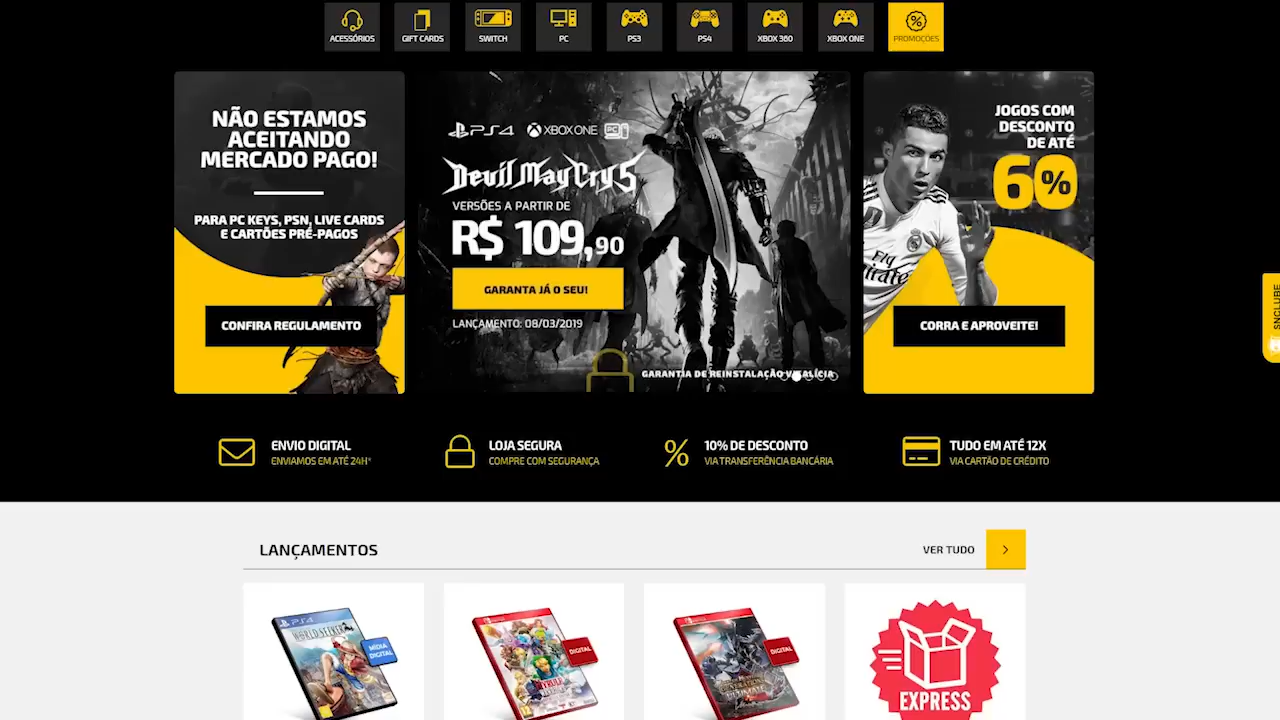 ACESSÓRIOS
GIFT CARDS
SWITCH
PC
PS3
PS4
XBOX 360
XBOX ONE
PROMOÇÕES
NÃO ESTAMOS
ACEITANDO
MERCADO PAGO!
PARA PC KEYS, PSN, LIVE CARDS
E CARTÕES PRÉ-PAGOS
CONFIRA REGULAMENTO
PS4 XBOX ONE PC
Devil May Cry 5
VERSÕES A PARTIR DE
R$ 109,90
GARANTA JÁ O SEU!
LANÇAMENTO: 08/03/2019
GARANTIA DE REINSTALAÇÃO VITALÍCIA
JOGOS COM
DESCONTO
DE ATÉ
60%
Fly
Emirates
CORRA E APROVEITE!
SNCLUBE
ENVIO DIGITAL
ENVIAMOS EM ATÉ 24H*
LOJA SEGURA
COMPRE COM SEGURANÇA
10% DE DESCONTO
VIA TRANSFERÊNCIA BANCÁRIA
TUDO EM ATÉ 12X
VIA CARTÃO DE CRÉDITO
LANÇAMENTOS
VER TUDO
PS4
WORLD SEEKER
MÍDIA
DIGITAL
DIGITAL
GENERATIONS
ULTIMATE
DIGITAL
EXPRESS